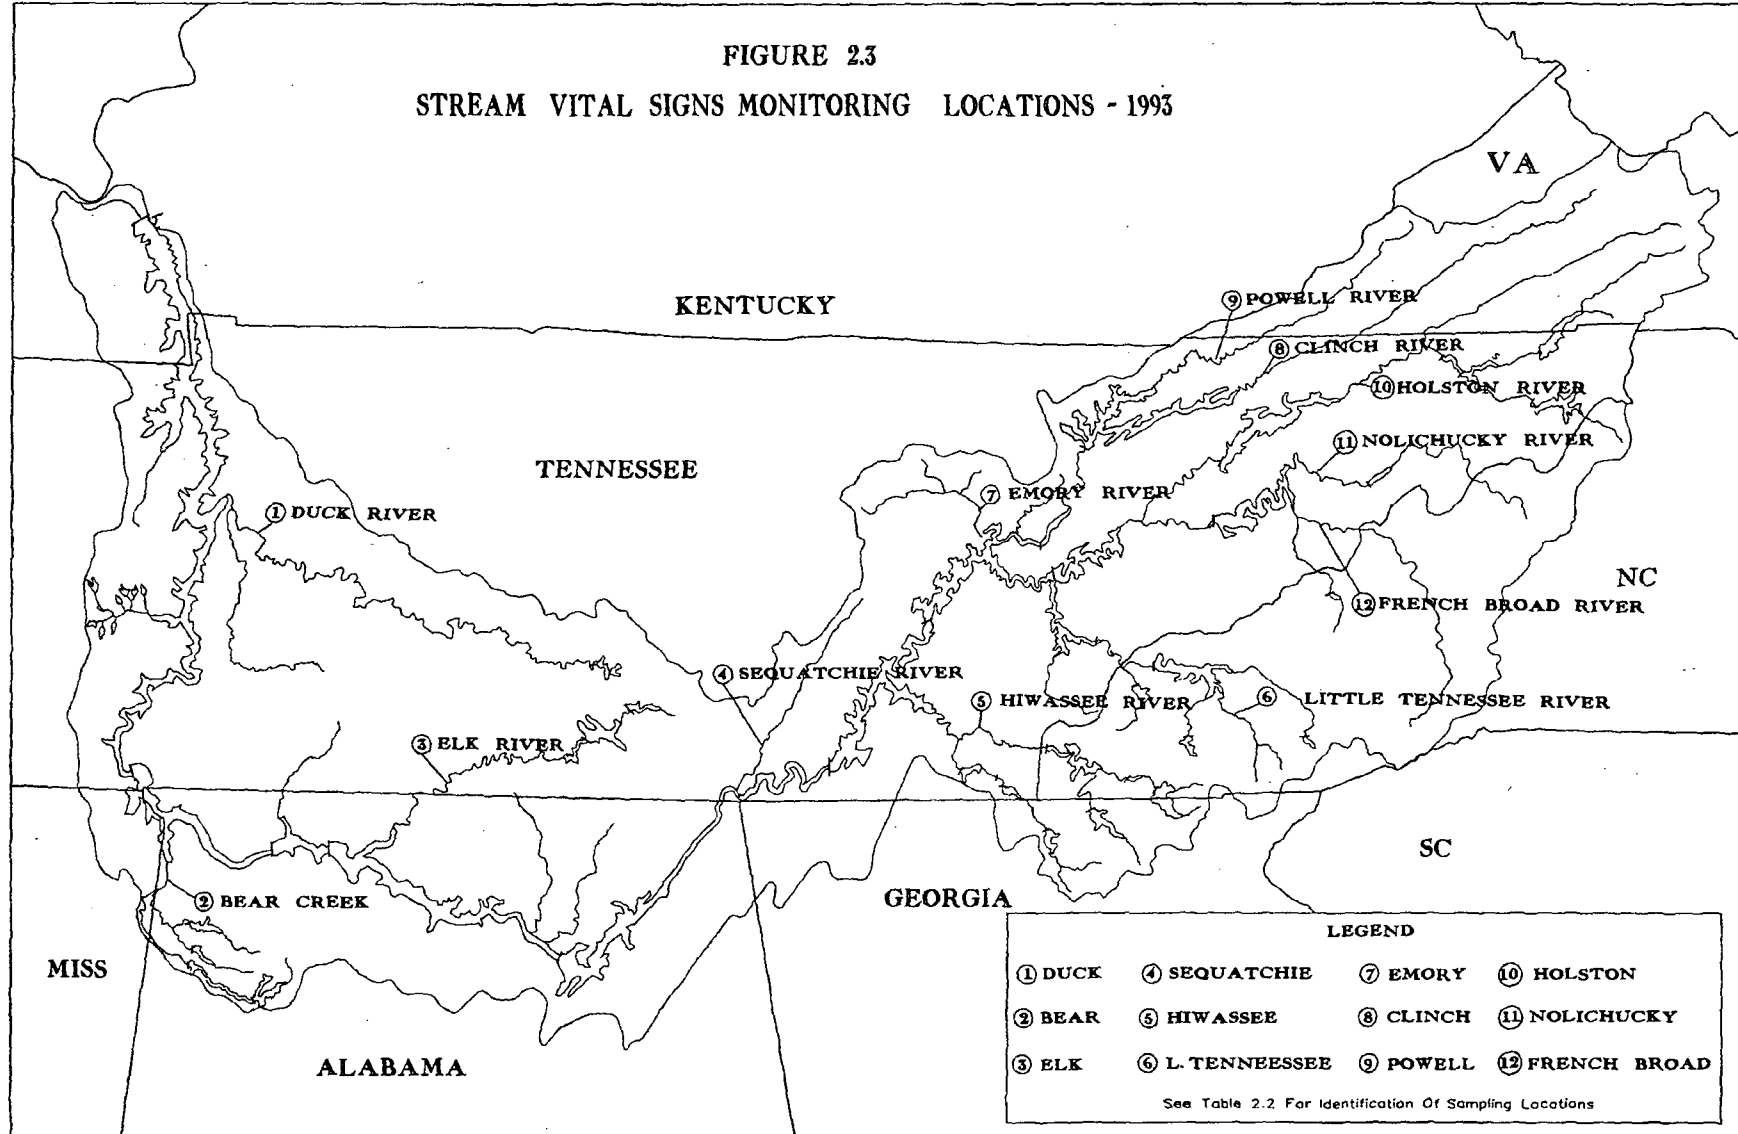 FIGURE 2.3
STREAM VITAL SIGNS MONITORING LOCATIONS - 1993
VA
KENTUCKY
⑨ POWELL RIVER
⑧ CLINCH RIVER
⑩ HOLSTON RIVER
⑪ NOLICHUCKY RIVER
TENNESSEE
⑦ EMORY RIVER
① DUCK RIVER
NC
⑫ FRENCH BROAD RIVER
④ SEQUATCHIE RIVER
⑤ HIWASSEE RIVER
⑥ LITTLE TENNESSEE RIVER
③ ELK RIVER
SC
② BEAR CREEK
GEORGIA
MISS
ALABAMA
LEGEND
① DUCK ④ SEQUATCHIE ⑦ EMORY ⑩ HOLSTON
② BEAR ⑤ HIWASSEE ⑧ CLINCH ⑪ NOLICHUCKY
③ ELK ⑥ L. TENNEESSEE ⑨ POWELL ⑫ FRENCH BROAD
See Table 2.2 For Identification Of Sampling Locations